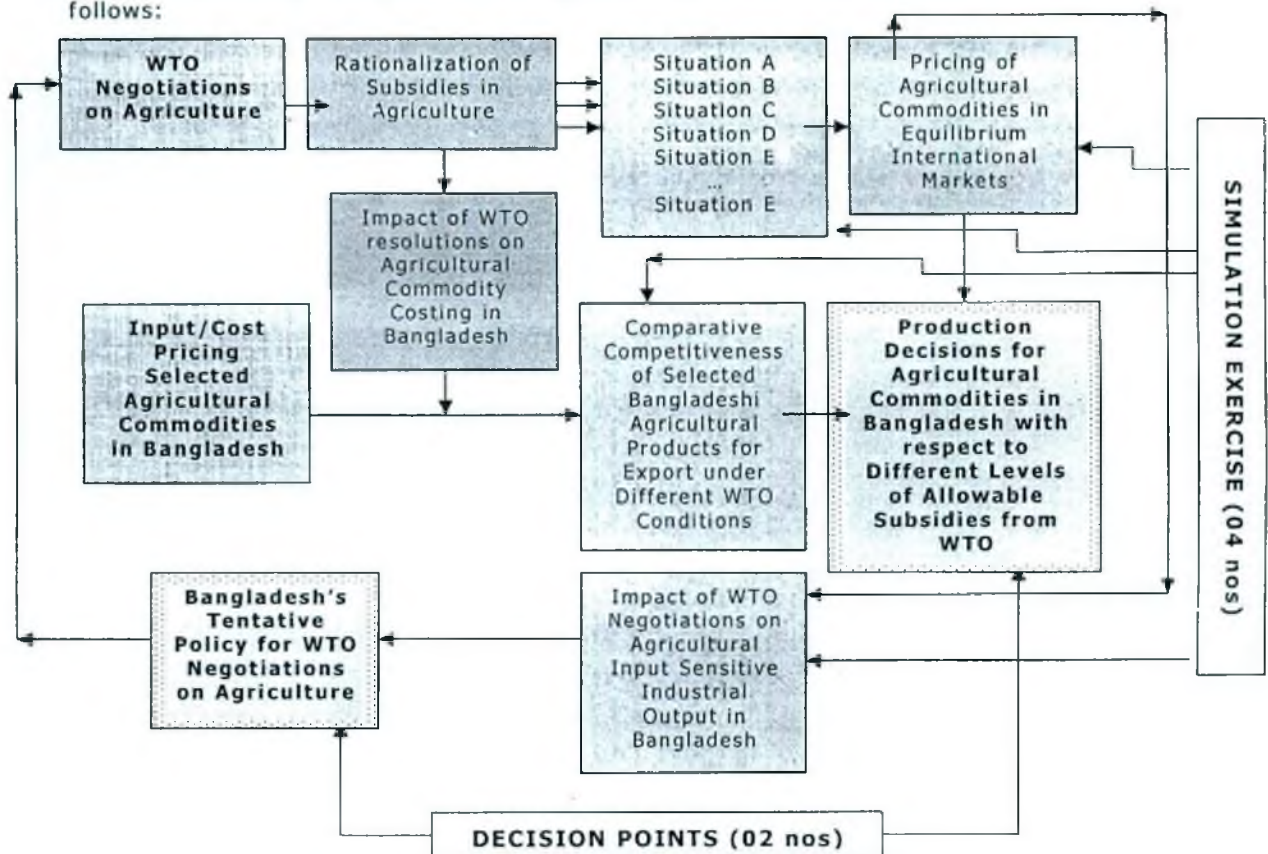 follows:
WTO
Negotiations
on Agriculture
Rationalization of
Subsidies in
Agriculture
Situation A
Situation B
Situation C
Situation D
Situation E
...
Situation E
Pricing of
Agricultural
Commodities in
Equilibrium
International
Markets
Impact of WTO
resolutions on
Agricultural
Commodity
Costing in
Bangladesh
Input/Cost
Pricing
Selected
Agricultural
Commodities
in Bangladesh
Comparative
Competitiveness
of Selected
Bangladeshi
Agricultural
Products for
Export under
Different WTO
Conditions
Production
Decisions for
Agricultural
Commodities in
Bangladesh with
respect to
Different Levels
of Allowable
Subsidies from
WTO
SIMULATION EXERCISE (04 nos)
Bangladesh's
Tentative
Policy for WTO
Negotiations
on Agriculture
Impact of WTO
Negotiations on
Agricultural
Input Sensitive
Industrial
Output in
Bangladesh
DECISION POINTS (02 nos)